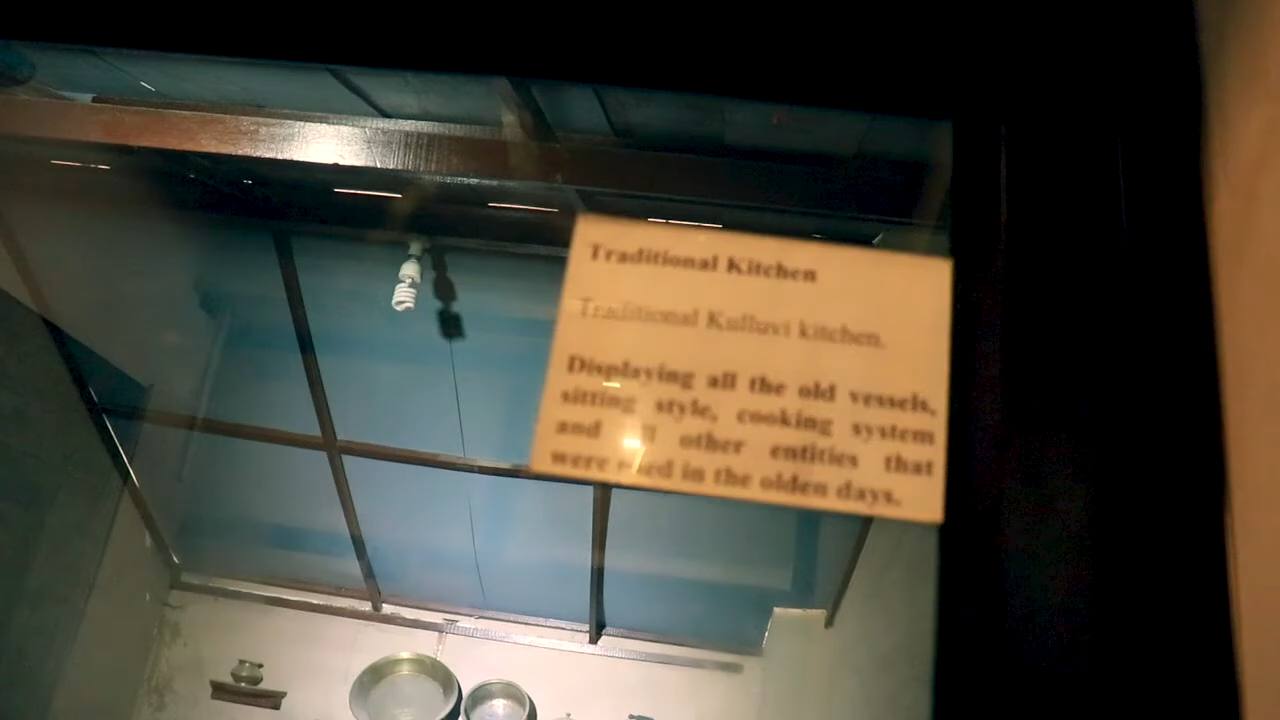 Traditional Kitchen
Traditional Kulluvi kitchen.
Displaying all the old vessels,
sitting style, cooking system
and other entities that
were in the olden days.